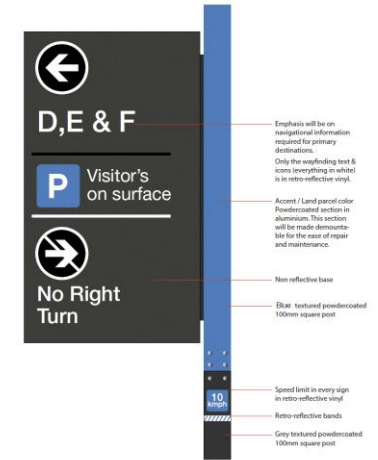 D,E & F
P
Visitor's
on surface
No Right
Turn
Emphasis will be on
navigational information
required for primary
destinations.
Only the wayfinding text &
icons (everything in white)
is in retro-reflective vinyl.
Accent / Land parcel color
Powdercoated section in
aluminium. This section
will be made demounta-
ble for the ease of repair
and maintenance.
Non reflective base
Blue textured powdercoated
100mm square post
Speed limit in every sign
in retro-reflective vinyl
10
kmph
Retro-reflective bands
Grey textured powdercoated
100mm square post